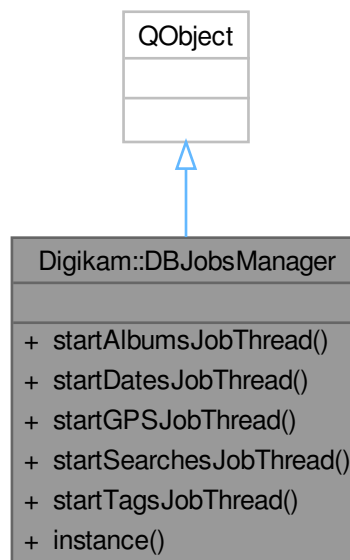 QObject
Digikam::DBJobsManager
+ startAlbumsJobThread()
+ startDatesJobThread()
+ startGPSJobThread()
+ startSearchesJobThread()
+ startTagsJobThread()
+ instance()